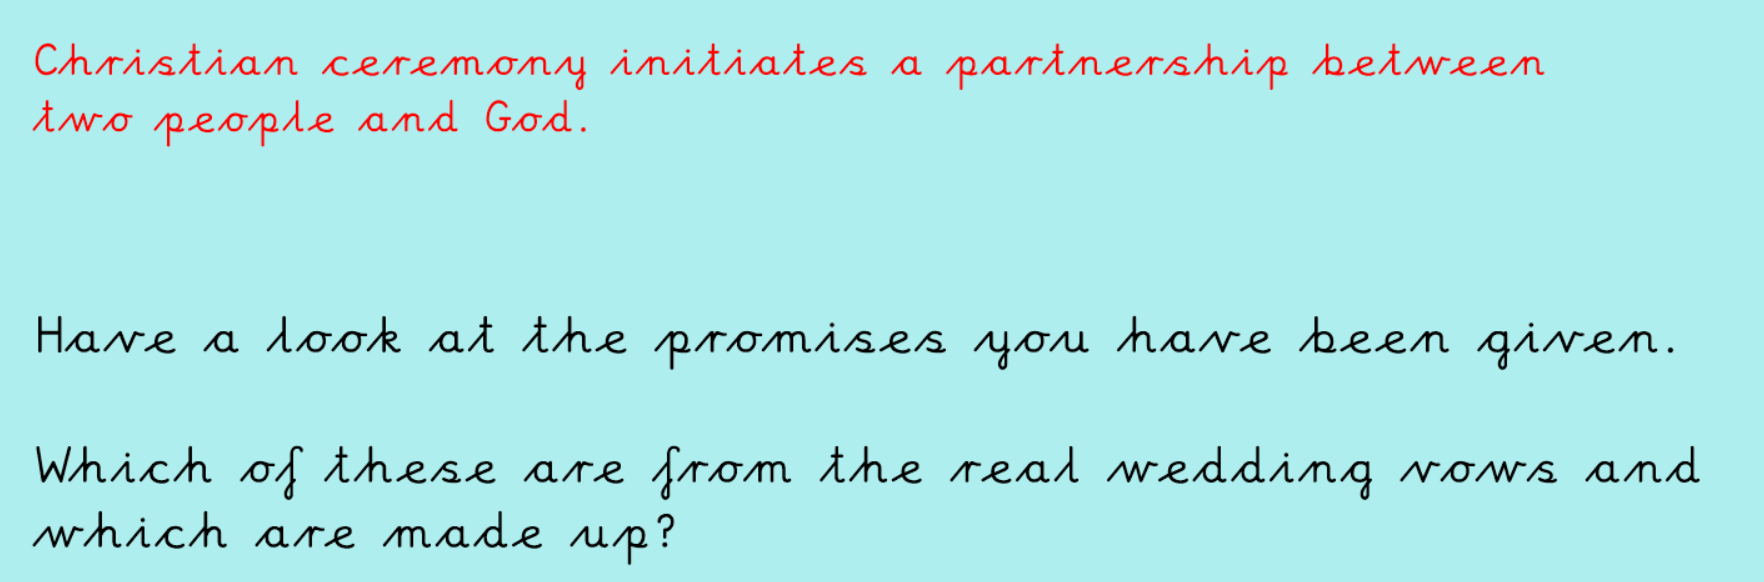 Christian ceremony initiates a partnership between
two people and God.
Have a look at the promises you have been given.
Which of these are from the real wedding vows and
which are made up?